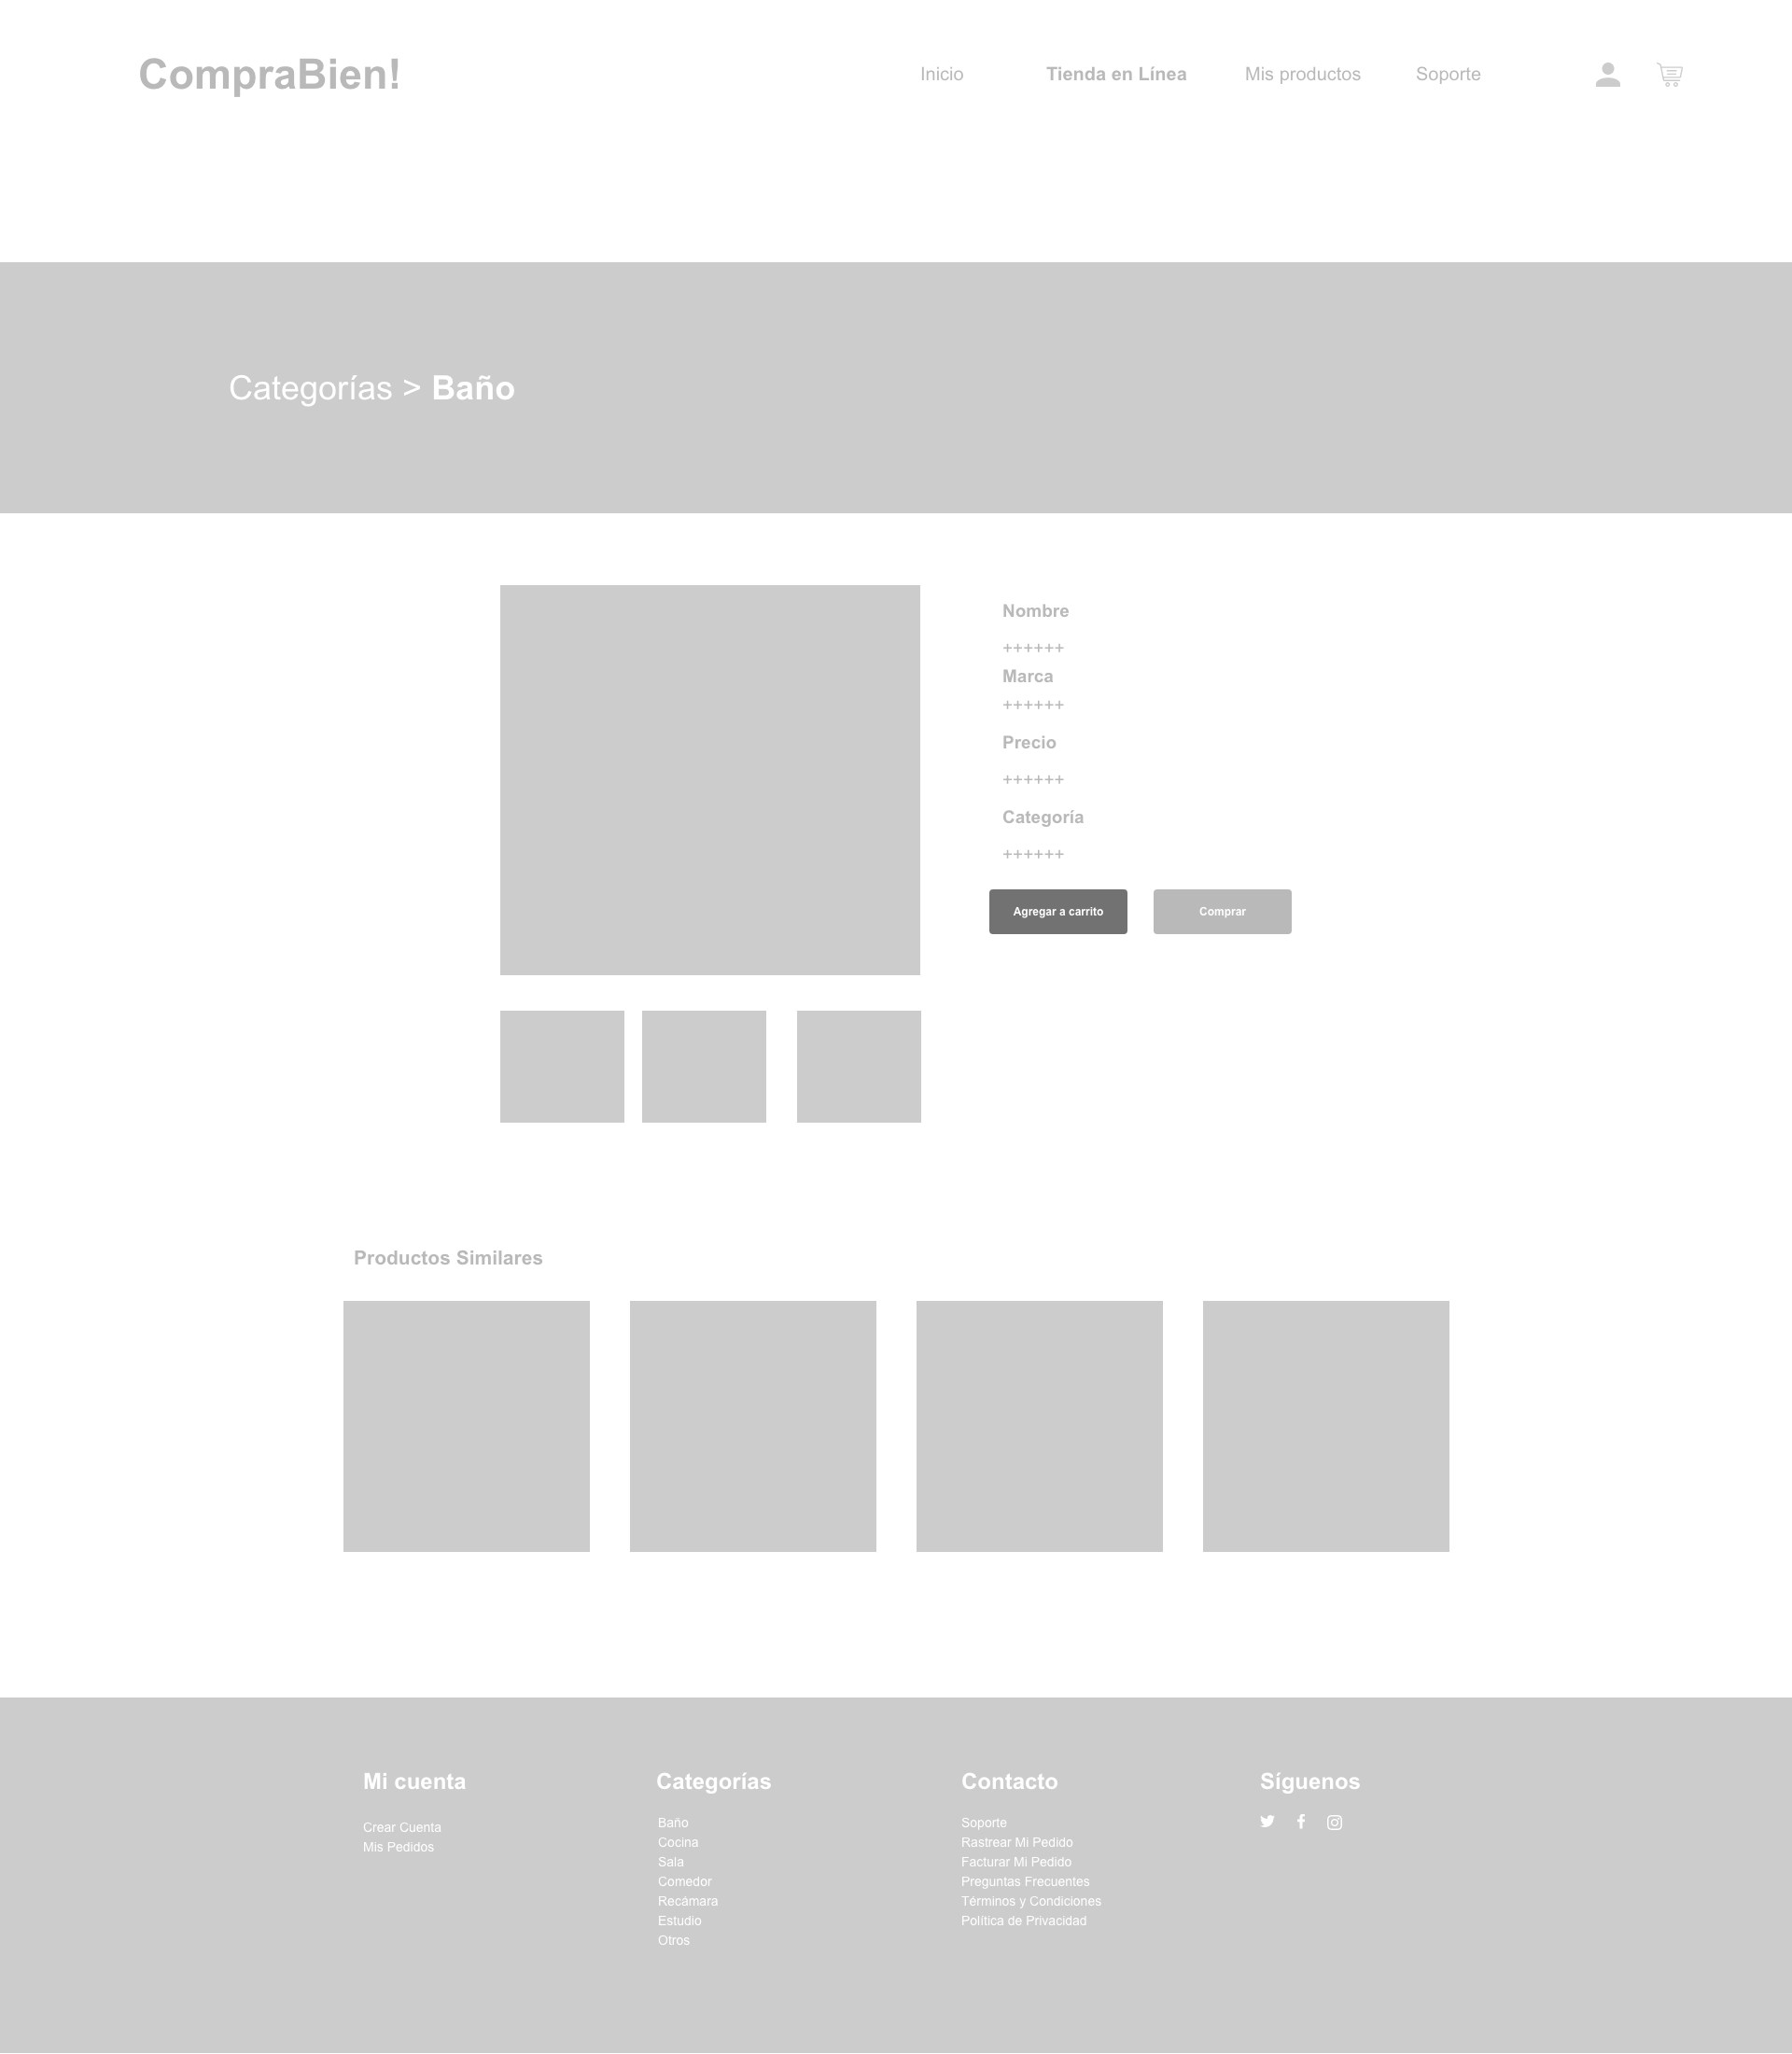 CompraBien!
Inicio
Tienda en Línea
Mis productos
Soporte
Categorías > Baño
Nombre
++++++
Marca
++++++
Precio
++++++
Categoría
++++++
Agregar a carrito
Comprar
Productos Similares
Mi cuenta
Crear Cuenta
Mis Pedidos
Categorías
Baño
Cocina
Sala
Comedor
Recámara
Estudio
Otros
Contacto
Soporte
Rastrear Mi Pedido
Facturar Mi Pedido
Preguntas Frecuentes
Términos y Condiciones
Política de Privacidad
Síguenos